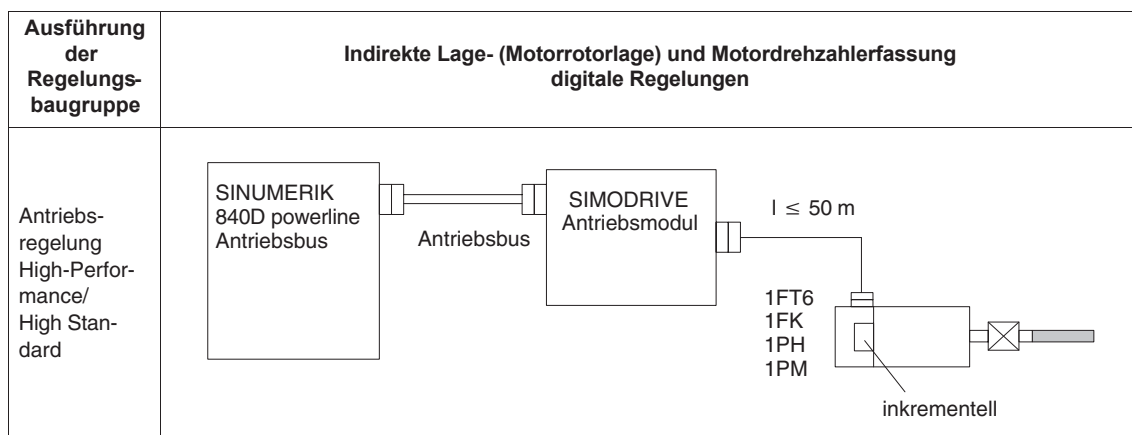 Ausführung
der
Regelungs-
baugruppe
Indirekte Lage- (Motorrotorlage) und Motordrehzahlerfassung
digitale Regelungen
Antriebs-
regelung
High-Perfor-
mance/
High Stan-
dard
SINUMERIK
840D powerline
Antriebsbus
Antriebsbus
SIMODRIVE
Antriebsmodul
l ≤ 50 m
1FT6
1FK
1PH
1PM
inkrementell